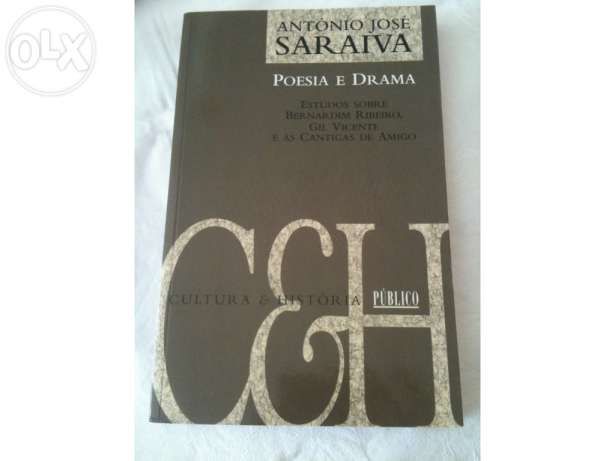 OLX
ANTÓNIO JOSÉ
SARAIVA
POESIA E DRAMA
ESTUDOS SOBRE
BERNARDIM RIBEIRO,
GIL VICENTE
E AS CANTIGAS DE AMIGO
C&H
CULTURA & HISTÓRIA
PÚBLICO